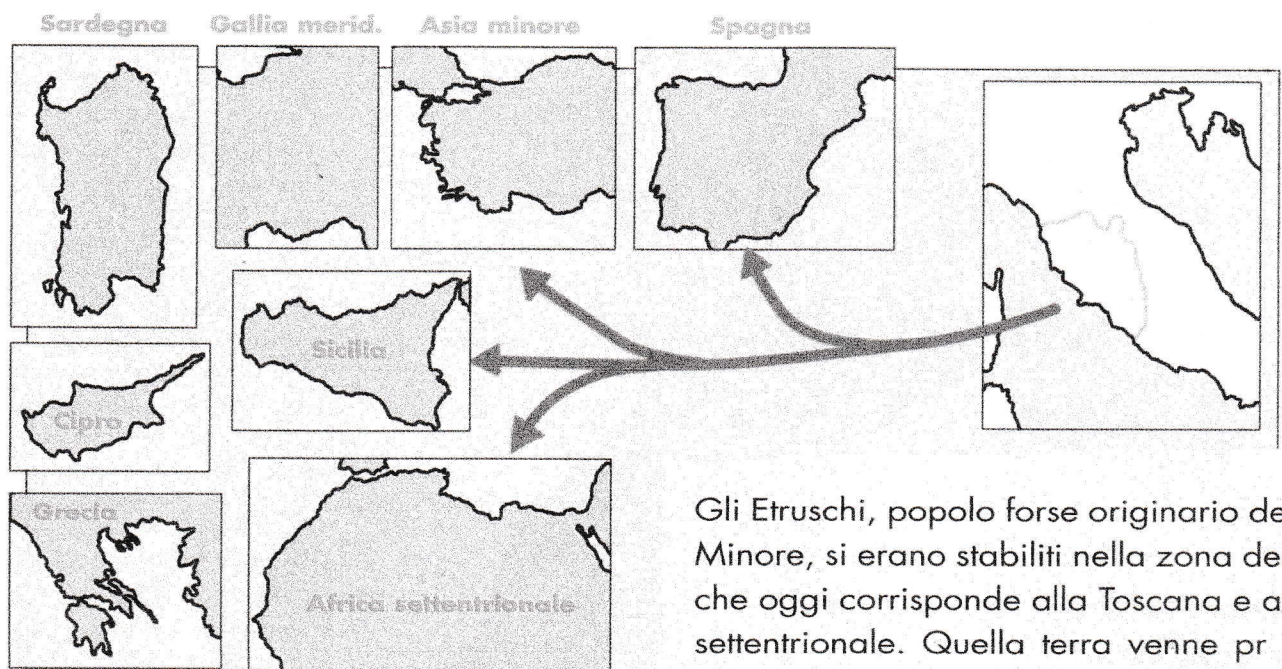 Sardegna
Gallia merid.
Asia minore
Spagna
Sicilia
Cipro
Grecia
Africa settentrionale
Gli Etruschi, popolo forse originario de
Minore, si erano stabiliti nella zona de
che oggi corrisponde alla Toscana e a
settentrionale. Quella terra venne pr